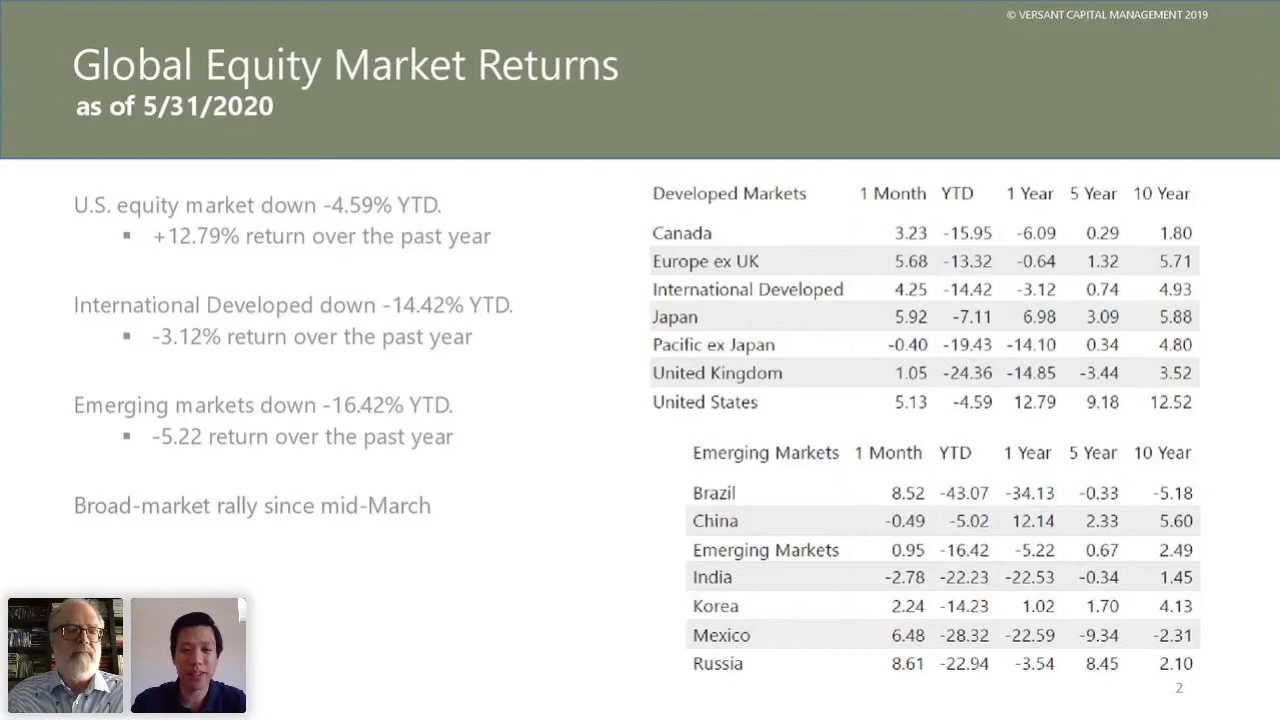 © VERSANT CAPITAL MANAGEMENT 2019
Global Equity Market Returns
as of 5/31/2020
U.S. equity market down -4.59% YTD.
▪ +12.79% return over the past year
International Developed down -14.42% YTD.
▪ -3.12% return over the past year
Emerging markets down -16.42% YTD.
▪ -5.22 return over the past year
Broad-market rally since mid-March
Developed Markets 1 Month YTD 1 Year 5 Year 10 Year
Canada 3.23 -15.95 -6.09 0.29 1.80
Europe ex UK 5.68 -13.32 -0.64 1.32 5.71
International Developed 4.25 -14.42 -3.12 0.74 4.93
Japan 5.92 -7.11 6.98 3.09 5.88
Pacific ex Japan -0.40 -19.43 -14.10 0.34 4.80
United Kingdom 1.05 -24.36 -14.85 -3.44 3.52
United States 5.13 -4.59 12.79 9.18 12.52
Emerging Markets 1 Month YTD 1 Year 5 Year 10 Year
Brazil 8.52 -43.07 -34.13 -0.33 -5.18
China -0.49 -5.02 12.14 2.33 5.60
Emerging Markets 0.95 -16.42 -5.22 0.67 2.49
India -2.78 -22.23 -22.53 -0.34 1.45
Korea 2.24 -14.23 1.02 1.70 4.13
Mexico 6.48 -28.32 -22.59 -9.34 -2.31
Russia 8.61 -22.94 -3.54 8.45 2.10
2